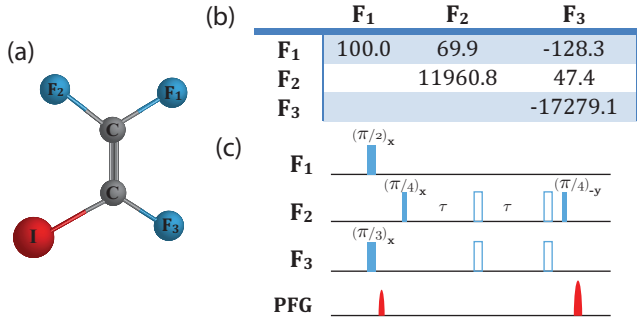 (a)
F₂
F₁
C
C
I
F₃
(b)
F₁ F₂ F₃
F₁ 100.0 69.9 -128.3
F₂ 11960.8 47.4
F₃ -17279.1
(c)
(π/2)ₓ
F₁
(π/4)ₓ (π/4)₋y
F₂ τ τ
(π/3)ₓ
F₃
PFG